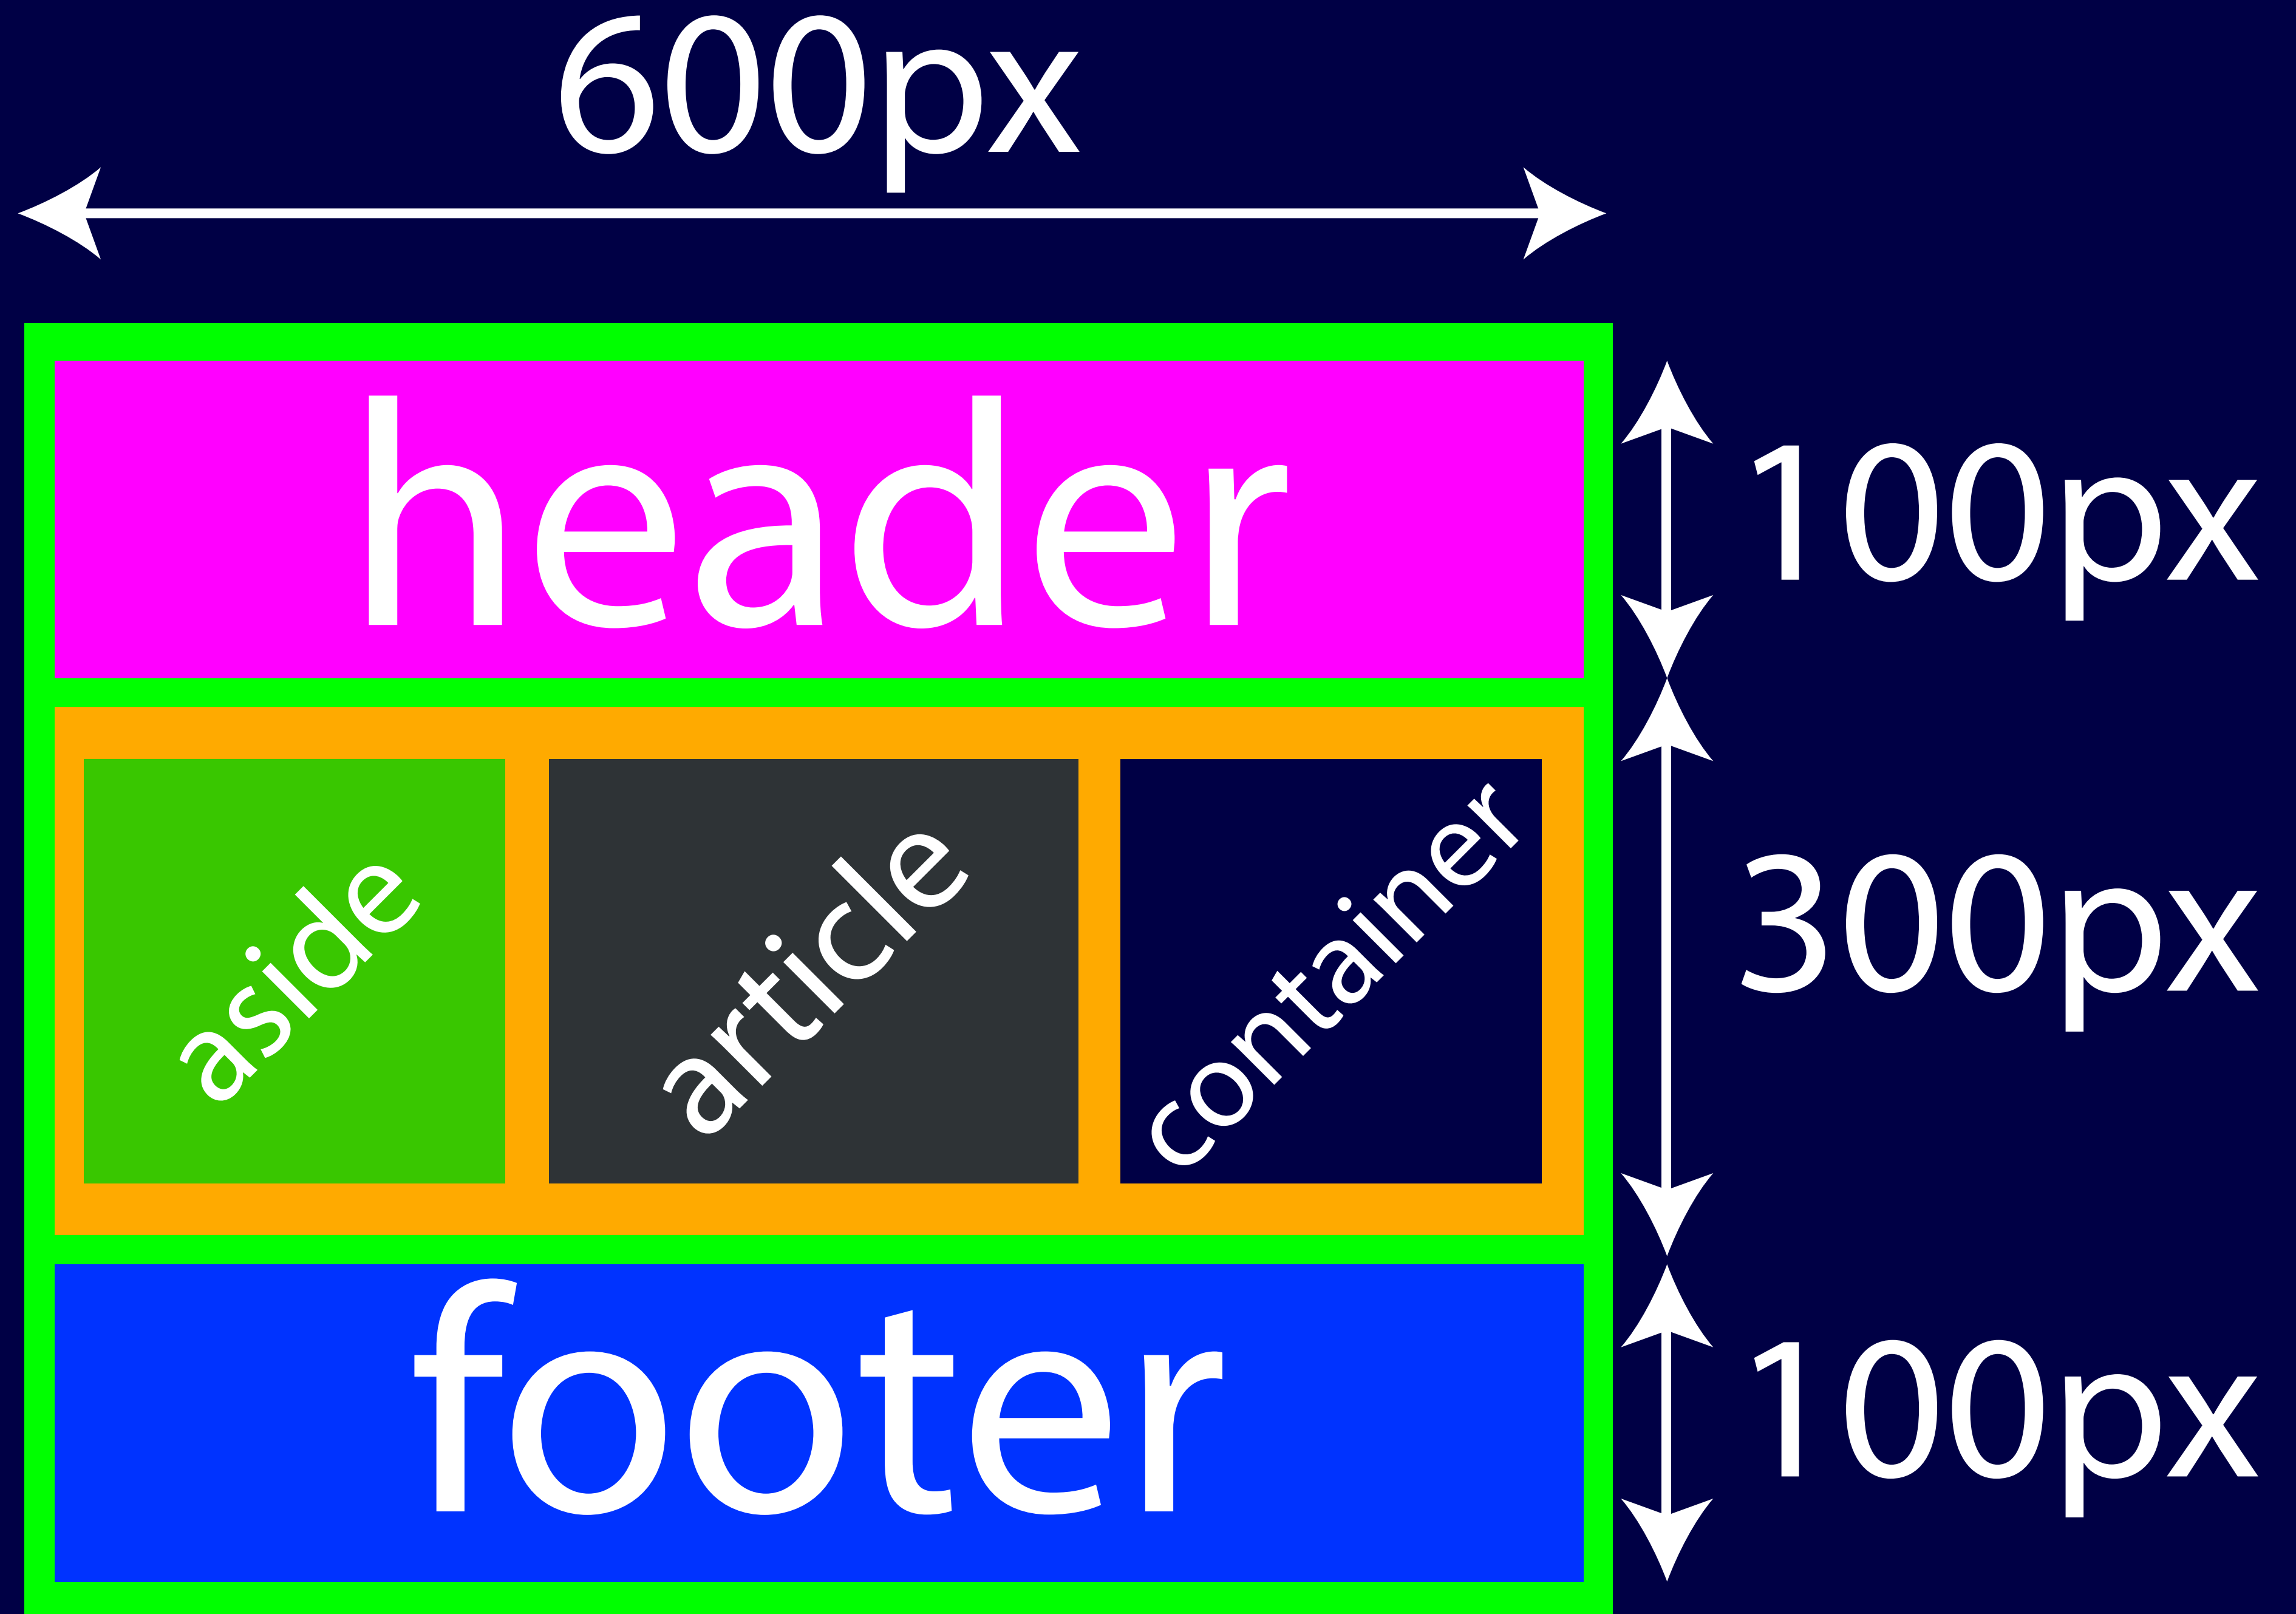 600px
header
100px
aside
article
container
300px
footer
100px